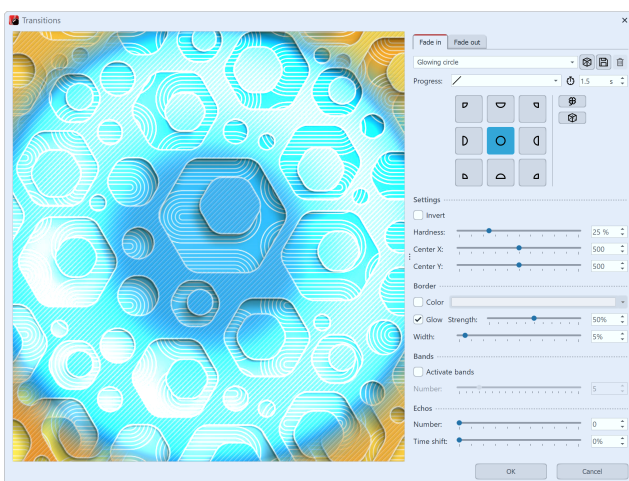 Transitions
Fade in Fade out
Glowing circle
Progress: 1.5 s
Settings
Invert
Hardness: 25 %
Center X: 500
Center Y: 500
Border
Color
Glow Strength: 50%
Width: 5%
Bands
Activate bands
Number: 5
Echos
Number: 0
Time shift: 0%
OK Cancel